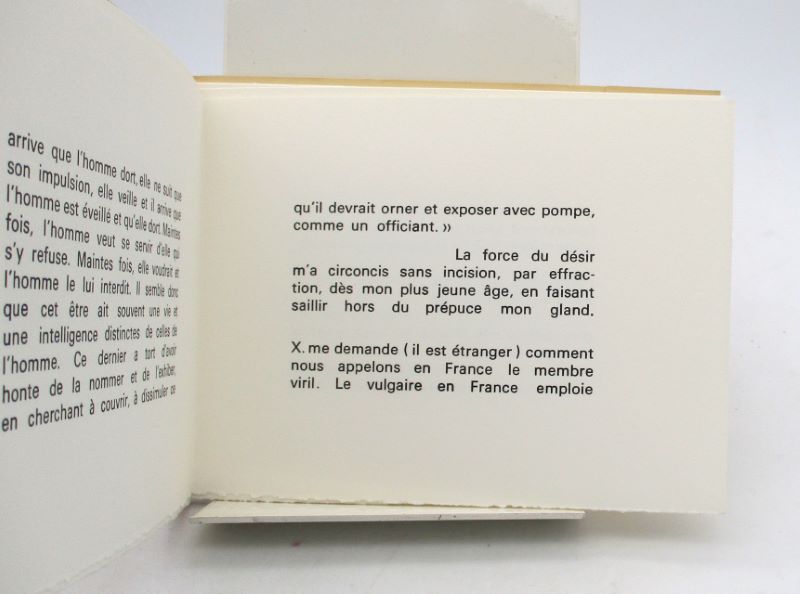 arrive que l'homme dort, elle ne suit que
son impulsion, elle veille et il arrive que
l'homme est éveillé et qu'elle dort. Maintes
fois, l'homme veut se servir d'elle qui
s'y refuse. Maintes fois, elle voudrait et
l'homme le lui interdit. Il semble donc
que cet être ait souvent une vie et
une intelligence distinctes de celles de
l'homme. Ce dernier a tort d'avoir
honte de la nommer et de l'exhiber,
en cherchant à couvrir, à dissimuler ce
qu'il devrait orner et exposer avec pompe,
comme un officiant. »
La force du désir
m'a circoncis sans incision, par effrac-
tion, dès mon plus jeune âge, en faisant
saillir hors du prépuce mon gland.
X. me demande ( il est étranger ) comment
nous appelons en France le membre
viril. Le vulgaire en France emploie